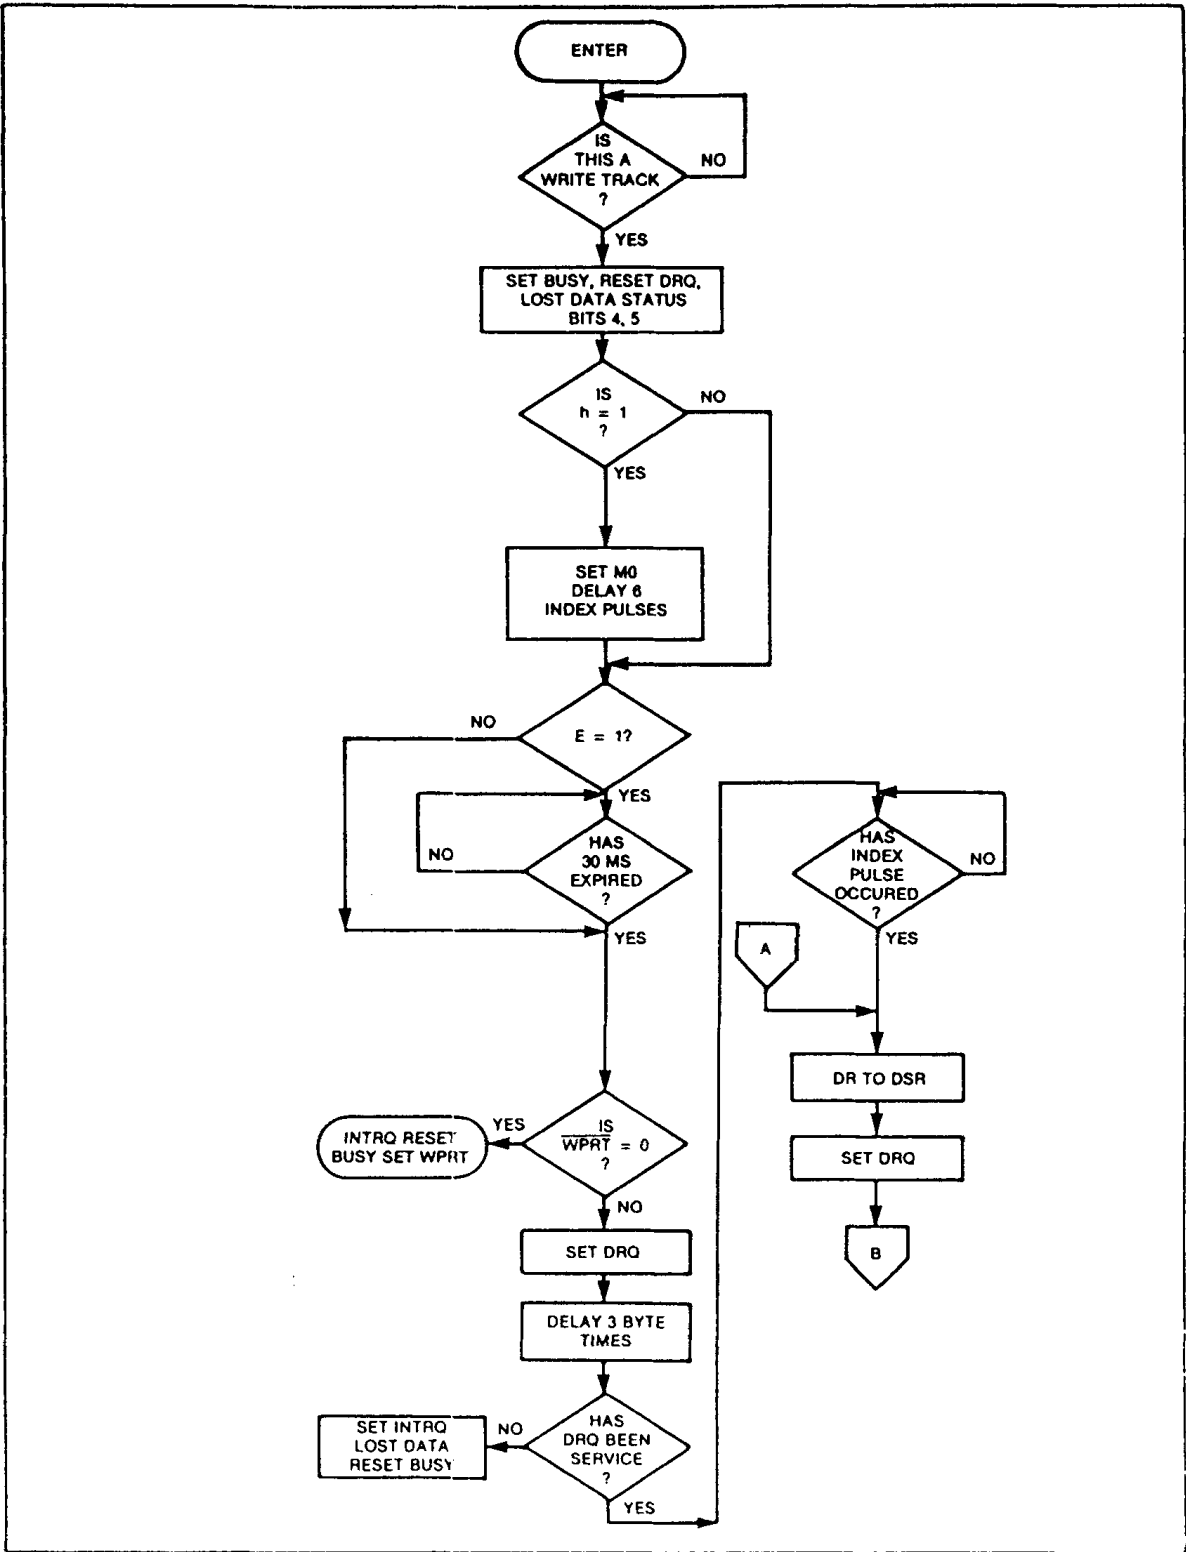 ENTER
IS
THIS A
WRITE TRACK
?
NO
YES
SET BUSY, RESET DRQ,
LOST DATA STATUS
BITS 4, 5
IS
h = 1
?
NO
YES
SET MO
DELAY 6
INDEX PULSES
E = 1?
NO
YES
HAS
30 MS
EXPIRED
?
NO
YES
IS
WPRT = 0
?
YES
INTRQ RESET
BUSY SET WPRT
NO
SET DRQ
DELAY 3 BYTE
TIMES
HAS
DRQ BEEN
SERVICE
?
NO
SET INTRQ
LOST DATA
RESET BUSY
YES
HAS
INDEX
PULSE
OCCURED
?
NO
YES
A
DR TO DSR
SET DRQ
B